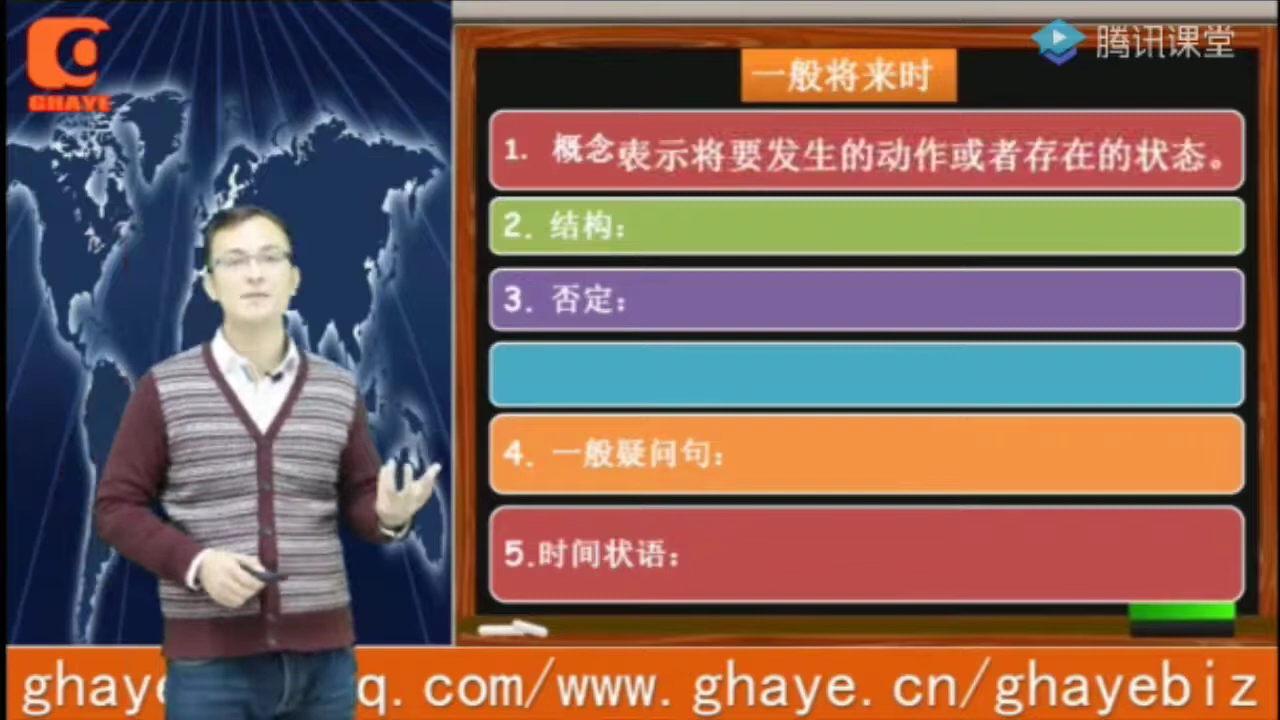 GHAYE
腾讯课堂
一般将来时
1. 概念表示将要发生的动作或者存在的状态。
2. 结构：
3. 否定：
4. 一般疑问句：
5.时间状语：
ghaye q. com/www. ghaye. cn/ghayebiz